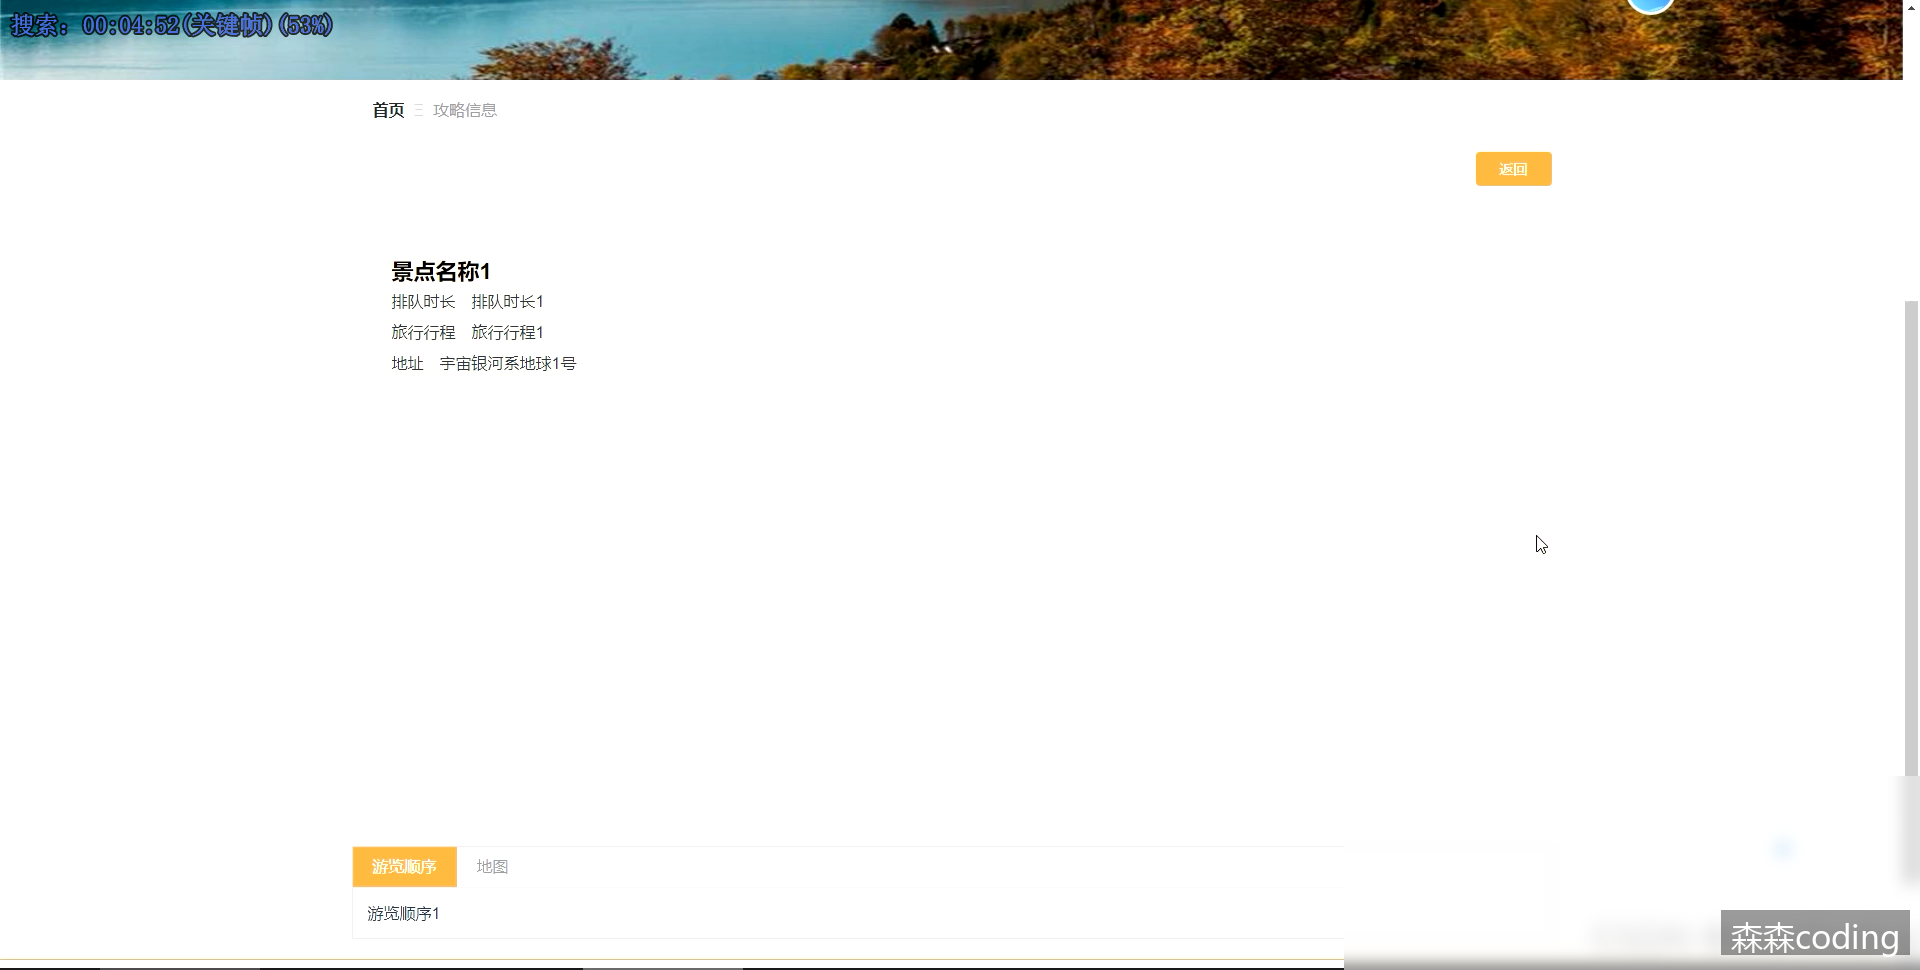 搜索: 00:04:52(关键帧)(53%)
首页 攻略信息
返回
景点名称1
排队时长 排队时长1
旅行行程 旅行行程1
地址 宇宙银河系地球1号
游览顺序 地图
游览顺序1
森森coding